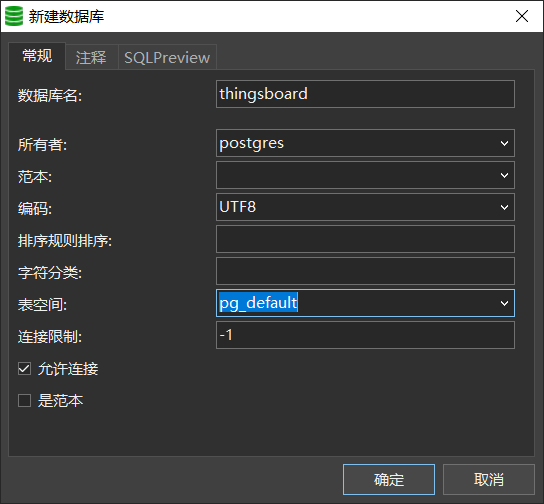 新建数据库
常规 注释 SQLPreview
数据库名: thingsboard
所有者: postgres
范本:
编码: UTF8
排序规则排序:
字符分类:
表空间: pg_default
连接限制: -1
允许连接
是范本
确定 取消